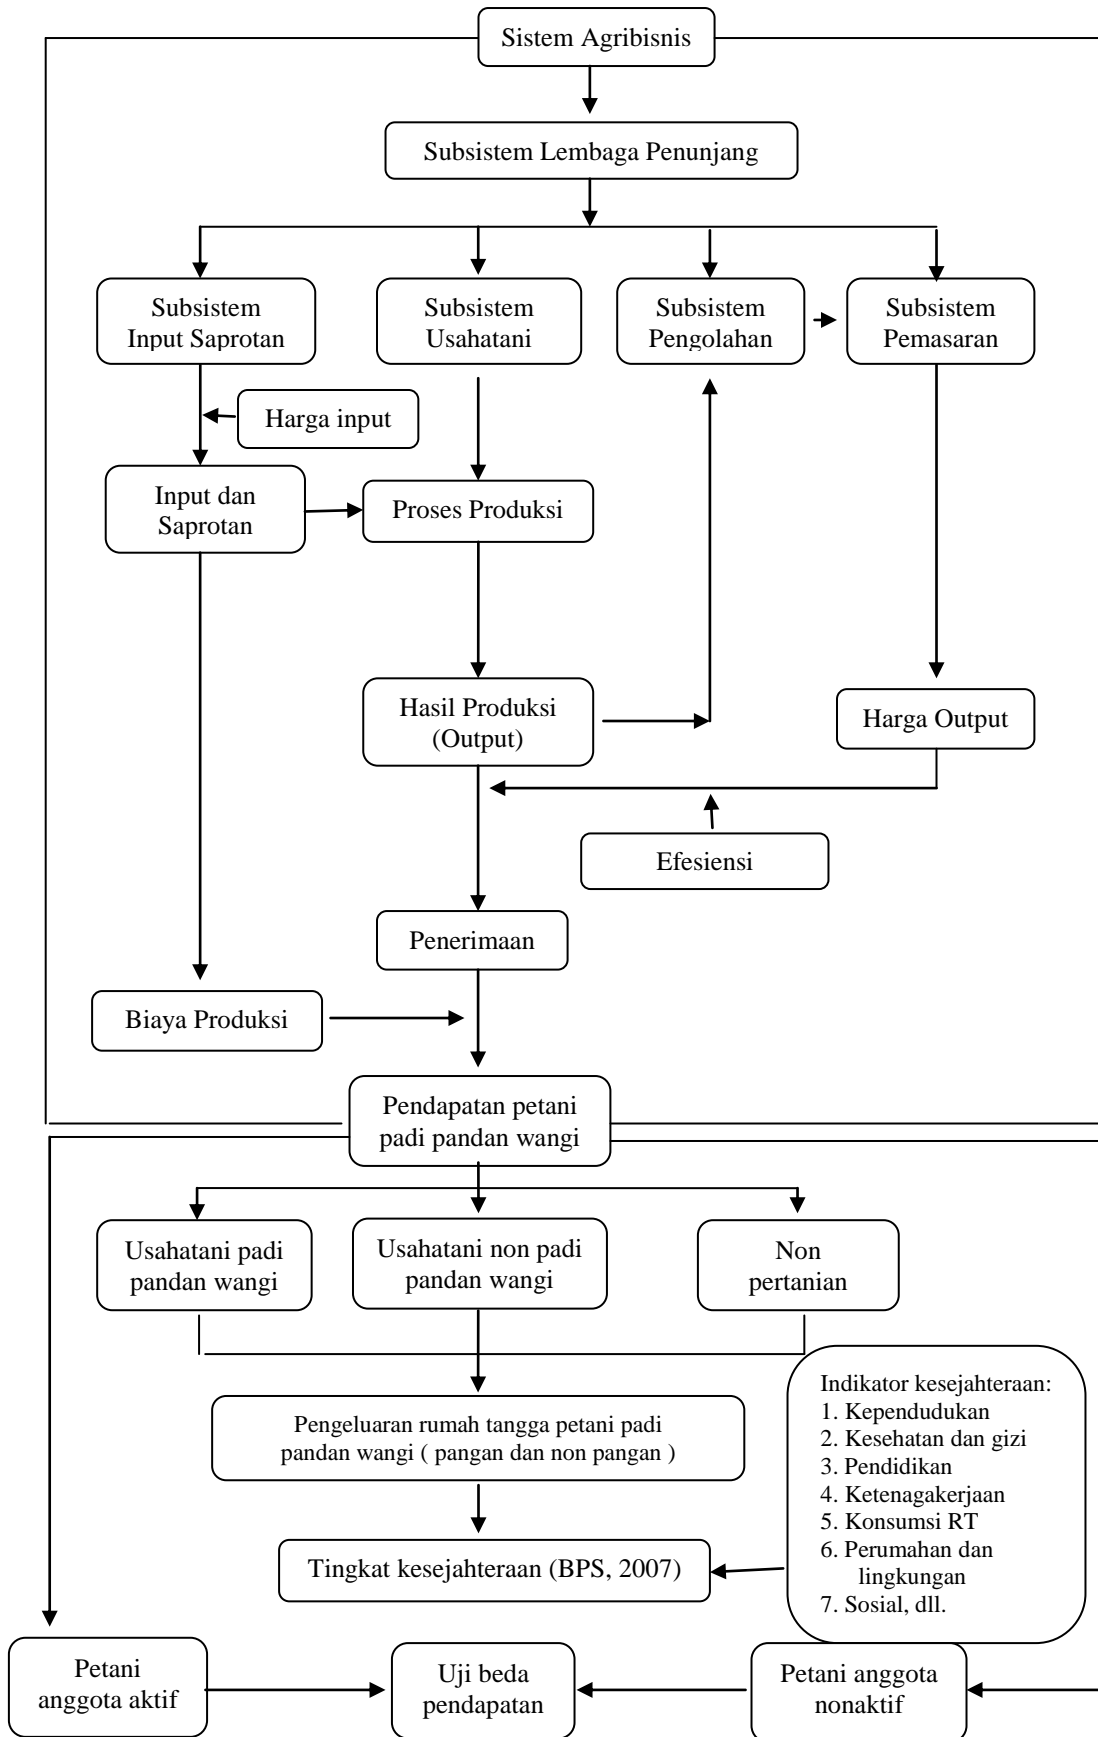 Sistem Agribisnis
Subsistem Lembaga Penunjang
Subsistem
Input Saprotan
Subsistem
Usahatani
Subsistem
Pengolahan
Subsistem
Pemasaran
Harga input
Input dan
Saprotan
Proses Produksi
Hasil Produksi
(Output)
Harga Output
Efesiensi
Penerimaan
Biaya Produksi
Pendapatan petani
padi pandan wangi
Usahatani padi
pandan wangi
Usahatani non padi
pandan wangi
Non
pertanian
Pengeluaran rumah tangga petani padi
pandan wangi ( pangan dan non pangan )
Indikator kesejahteraan:
1. Kependudukan
2. Kesehatan dan gizi
3. Pendidikan
4. Ketenagakerjaan
5. Konsumsi RT
6. Perumahan dan
lingkungan
7. Sosial, dll.
Tingkat kesejahteraan (BPS, 2007)
Petani
anggota aktif
Uji beda
pendapatan
Petani anggota
nonaktif